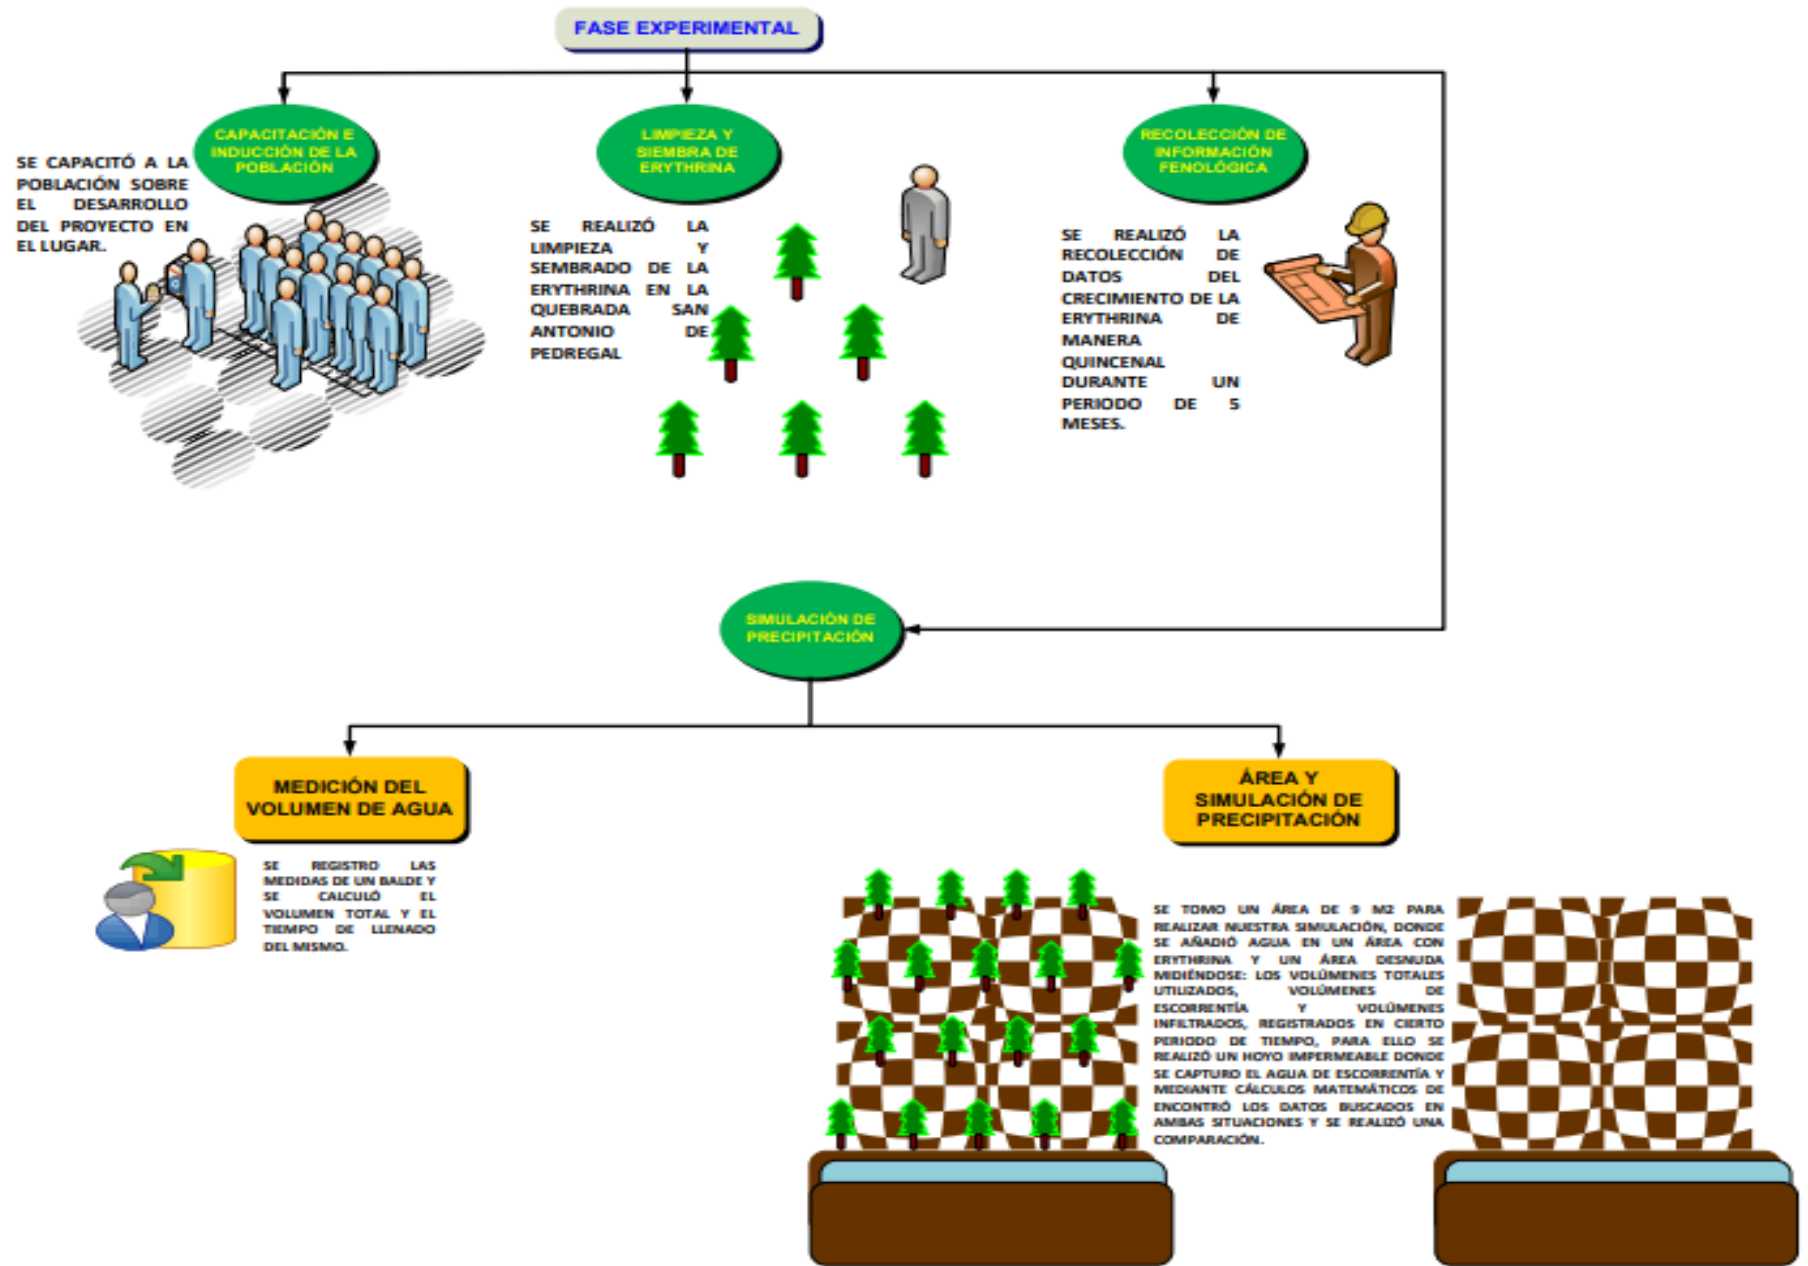 FASE EXPERIMENTAL
CAPACITACIÓN E
INDUCCIÓN DE LA
POBLACIÓN
SE CAPACITÓ A LA
POBLACIÓN SOBRE
EL DESARROLLO
DEL PROYECTO EN
EL LUGAR.
LIMPIEZA Y
SIEMBRA DE
ERYTHRINA
SE REALIZÓ LA
LIMPIEZA Y
SEMBRADO DE LA
ERYTHRINA EN LA
QUEBRADA SAN
ANTONIO DE
PEDREGAL
RECOLECCIÓN DE
INFORMACIÓN
FENOLÓGICA
SE REALIZÓ LA
RECOLECCIÓN DE
DATOS DEL
CRECIMIENTO DE LA
ERYTHRINA DE
MANERA
QUINCENAL
DURANTE UN
PERIODO DE 5
MESES.
SIMULACIÓN DE
PRECIPITACIÓN
MEDICIÓN DEL
VOLUMEN DE AGUA
SE REGISTRO LAS
MEDIDAS DE UN BALDE Y
SE CALCULÓ EL
VOLUMEN TOTAL Y EL
TIEMPO DE LLENADO
DEL MISMO.
ÁREA Y
SIMULACIÓN DE
PRECIPITACIÓN
SE TOMO UN ÁREA DE 9 M2 PARA
REALIZAR NUESTRA SIMULACIÓN, DONDE
SE AÑADIÓ AGUA EN UN ÁREA CON
ERYTHRINA Y UN ÁREA DESNUDA
MIDIÉNDOSE: LOS VOLÚMENES TOTALES
UTILIZADOS, VOLÚMENES DE
ESCORRENTÍA Y VOLÚMENES
INFILTRADOS, REGISTRADOS EN CIERTO
PERIODO DE TIEMPO, PARA ELLO SE
REALIZÓ UN HOYO IMPERMEABLE DONDE
SE CAPTURO EL AGUA DE ESCORRENTÍA Y
MEDIANTE CÁLCULOS MATEMÁTICOS DE
ENCONTRÓ LOS DATOS BUSCADOS EN
AMBAS SITUACIONES Y SE REALIZÓ UNA
COMPARACIÓN.